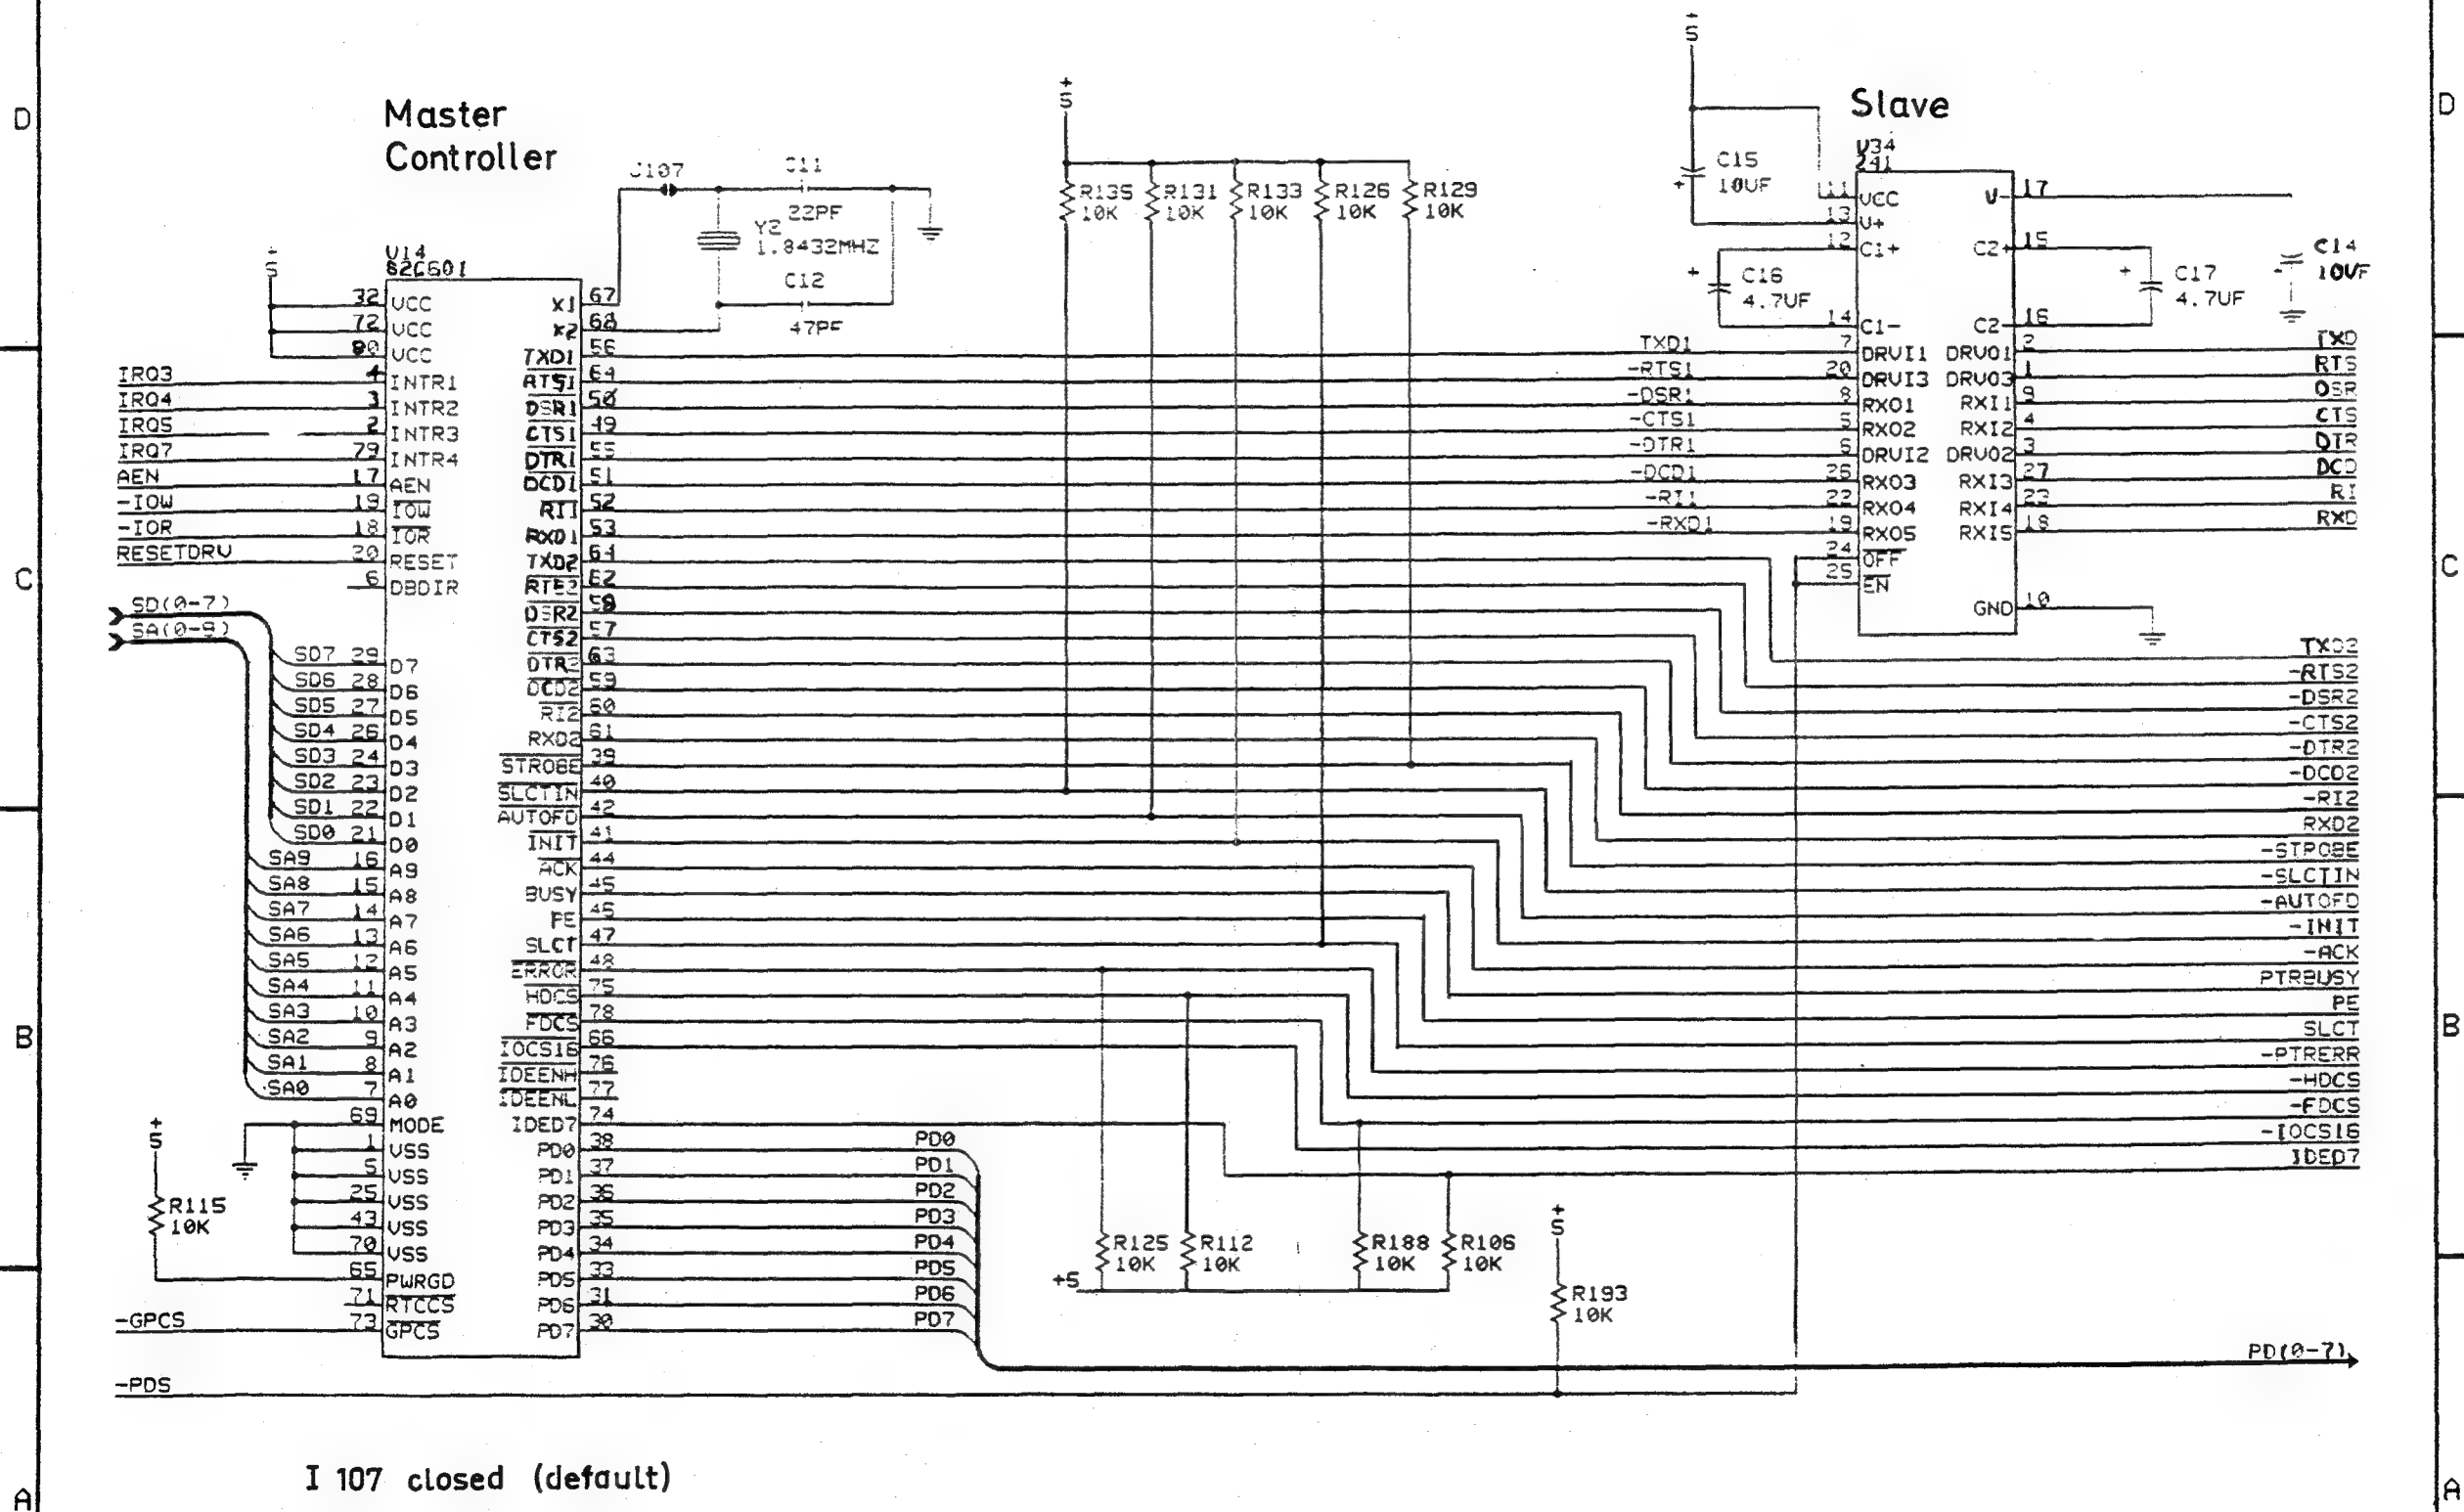 D
D
Master
Controller
Slave
+5
+5
+5
J107
C11
22PF
Y2
1.8432MHZ
C12
47PF
R135
10K
R131
10K
R133
10K
R126
10K
R129
10K
C15
10UF
C16
4.7UF
C17
4.7UF
C14
10UF
U14
82C601
32 VCC
72 VCC
80 VCC
IRQ3 4 INTR1
IRQ4 3 INTR2
IRQ5 2 INTR3
IRQ7 79 INTR4
AEN 17 AEN
-IOW 19 IOW
-IOR 18 IOR
RESETDRV 20 RESET
6 DBDIR
SD(0-7)
SA(0-9)
SD7 29 D7
SD6 28 D6
SD5 27 D5
SD4 26 D4
SD3 24 D3
SD2 23 D2
SD1 22 D1
SD0 21 D0
SA9 16 A9
SA8 15 A8
SA7 14 A7
SA6 13 A6
SA5 12 A5
SA4 11 A4
SA3 10 A3
SA2 9 A2
SA1 8 A1
SA0 7 A0
69 MODE
1 VSS
5 VSS
25 VSS
43 VSS
70 VSS
65 PWRGD
71 RTCCS
-GPCS 73 GPCS
-PDS
+5
R115
10K
X1 67
X2 68
TXD1 56
RTS1
DSR1 50
CTS1 49
DTR1 55
DCD1 51
RI1 52
RXD1 53
TXD2 64
RTS2 62
DSR2 58
CTS2 57
DTR2 63
DCD2 59
RI2 60
RXD2 61
STROBE 39
SLCTIN 40
AUTOFD 42
INIT 41
ACK 44
BUSY 45
PE 46
SLCT 47
ERROR 48
HDCS 75
FDCS 78
IOCS16 66
IDEENH 76
IDEENL 77
IDED7 74
PD0 38 PD0
PD1 37 PD1
PD2 36 PD2
PD3 35 PD3
PD4 34 PD4
PD5 33 PD5
PD6 31 PD6
PD7 30 PD7
U34
241
11 VCC
13 V+
12 C1+
14 C1-
TXD1 7 DRVI1
-RTS1 20 DRVI3
-DSR1 8 RXO1
-CTS1 5 RXO2
-DTR1 6 DRVI2
-DCD1 26 RXO3
-RI1 22 RXO4
-RXD1 19 RXO5
24 OFF
25 EN
V- 17
C2+ 15
C2- 16
DRVO1 2 TXD
DRVO3 1 RTS
RXI1 9 DSR
RXI2 4 CTS
DRVO2 3 DTR
RXI3 27 DCD
RXI4 23 RI
RXI5 18 RXD
GND 10
C
C
TXD2
-RTS2
-DSR2
-CTS2
-DTR2
-DCD2
-RI2
RXD2
-STROBE
-SLCTIN
-AUTOFD
-INIT
-ACK
PTRBUSY
PE
SLCT
-PTRERR
-HDCS
-FDCS
-IOCS16
IDED7
B
B
+5
R125
10K
R112
10K
R188
10K
R106
10K
+5
R193
10K
PD(0-7)
I 107 closed (default)
A
A